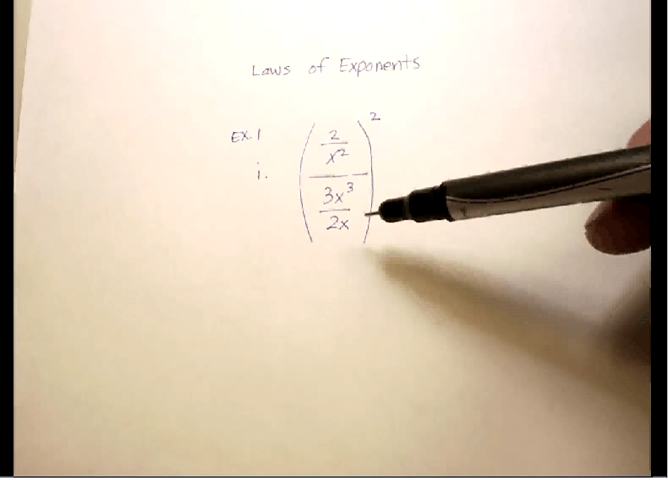 Laws of Exponents
Ex.1
i. ( (2 / x²) / (3x³ / 2x) )²